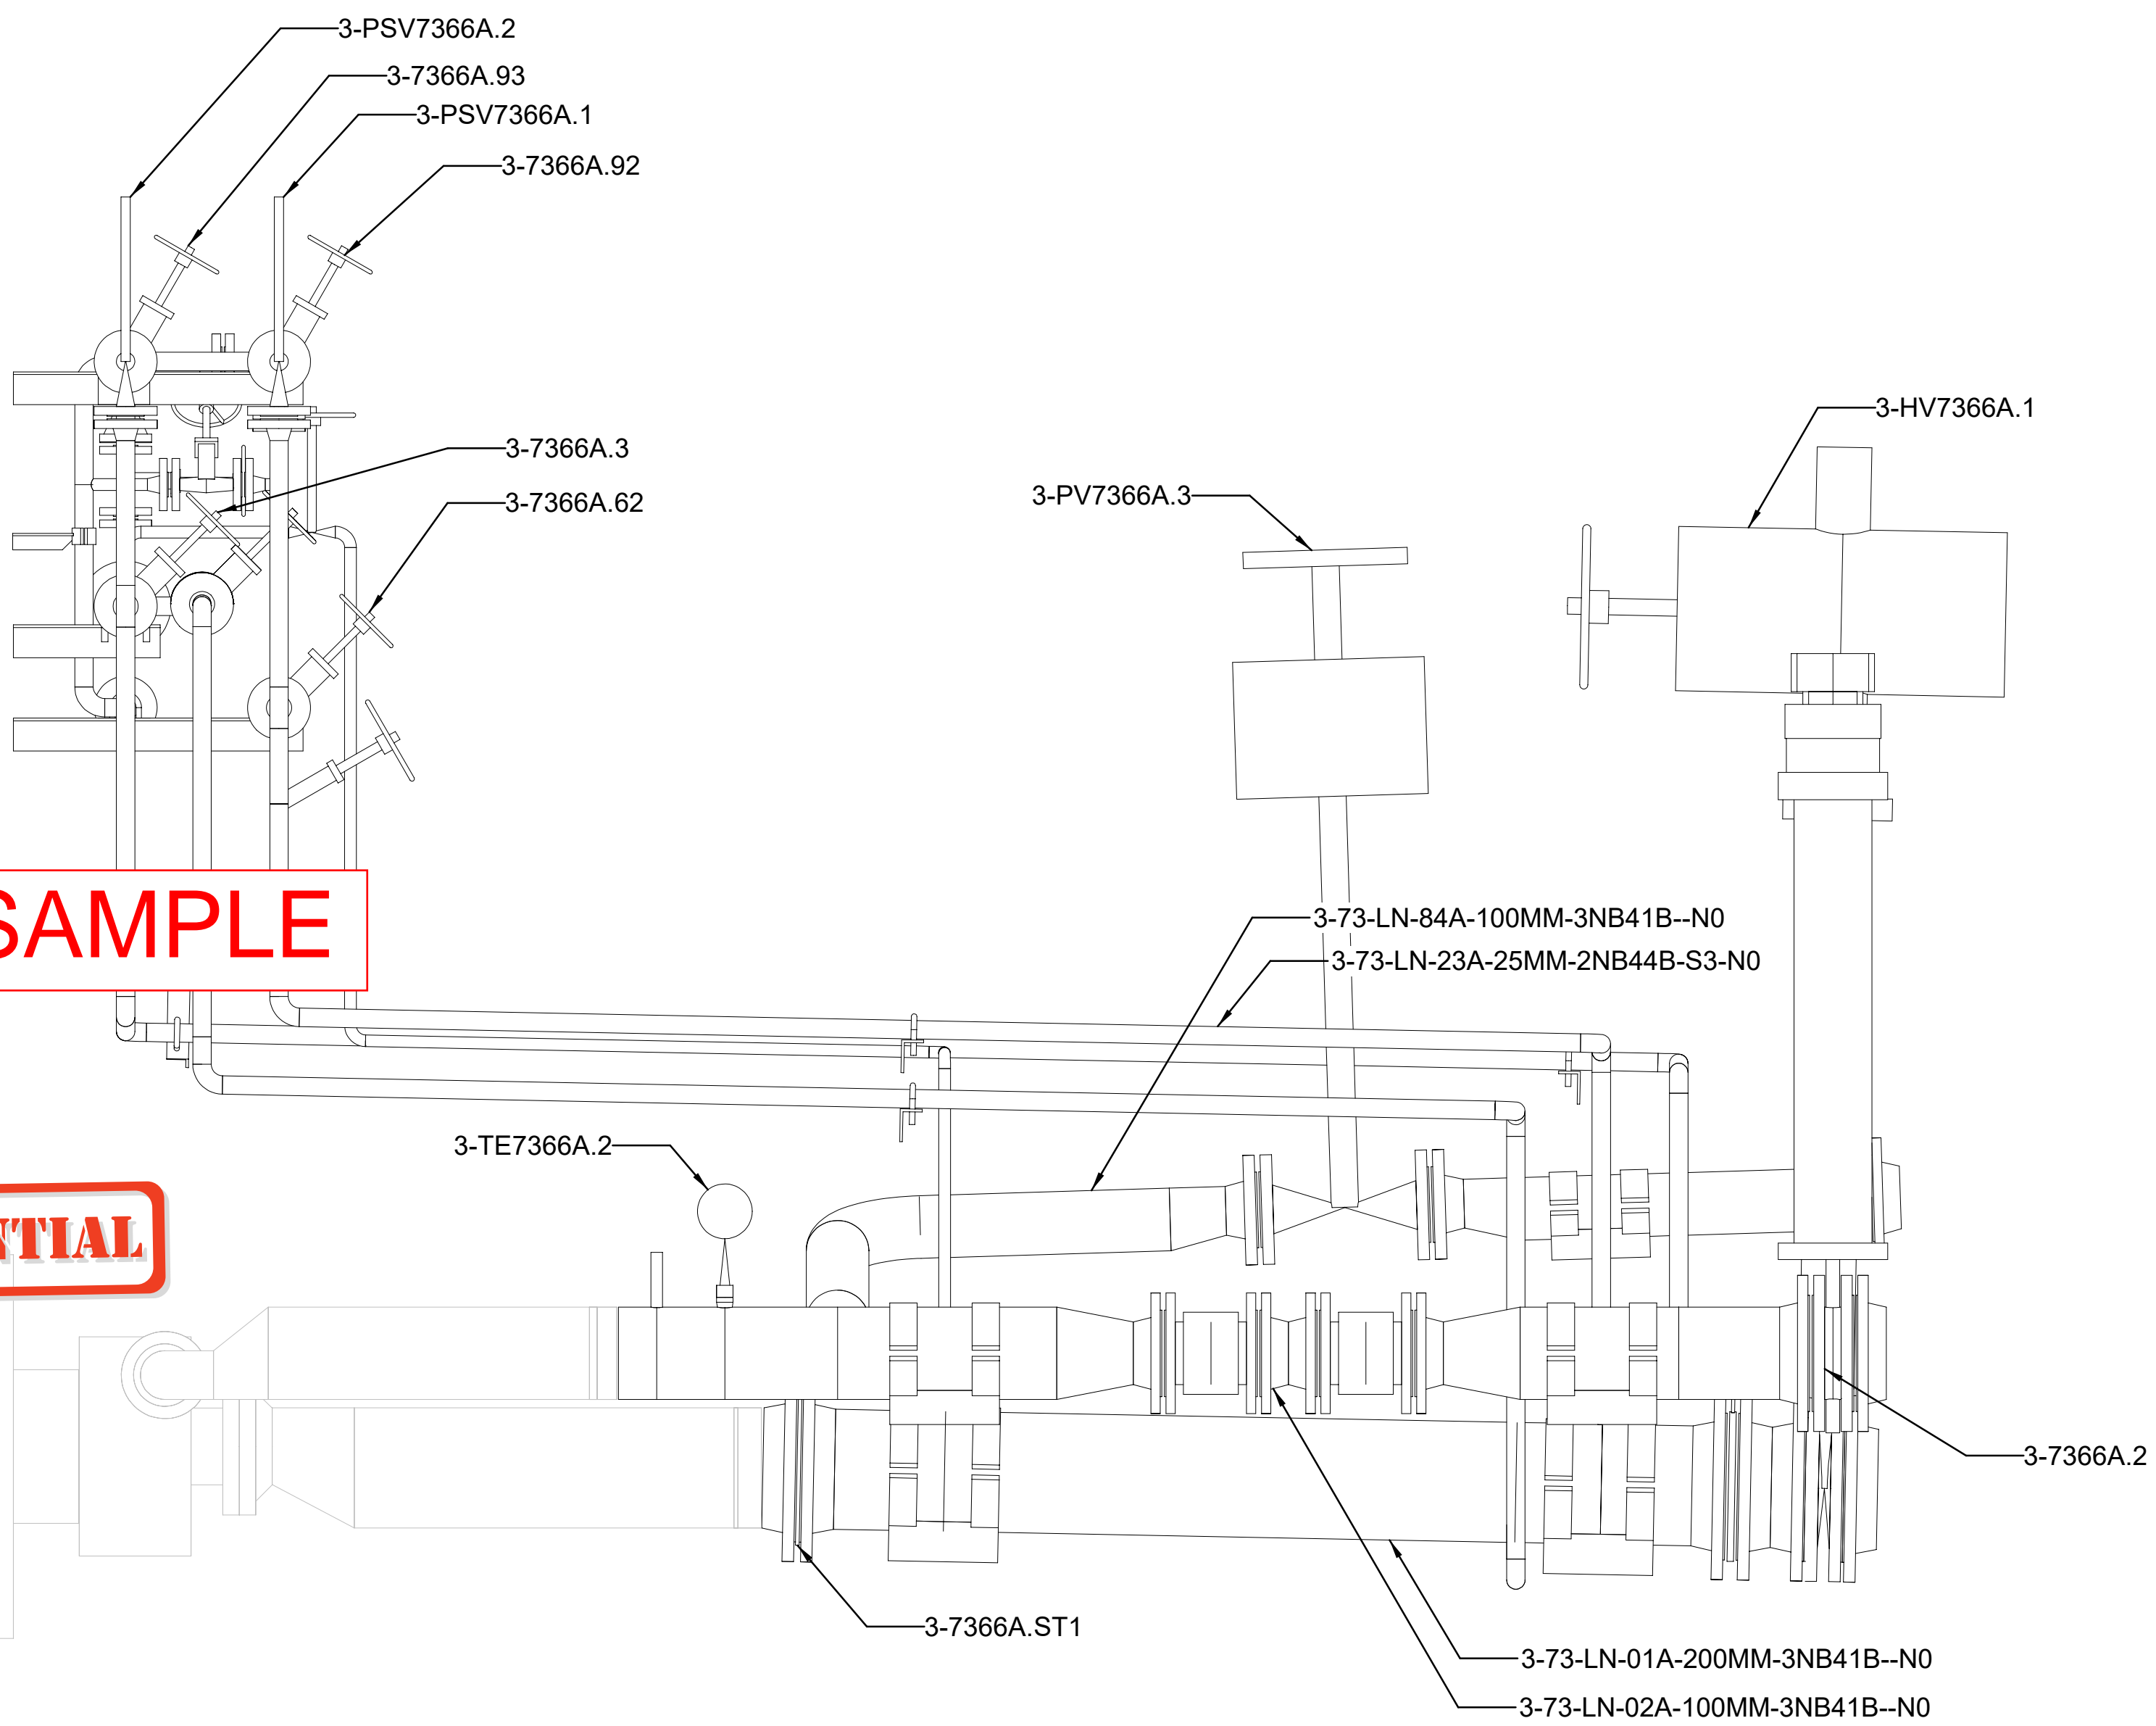 3-PSV7366A.2
3-7366A.93
3-PSV7366A.1
3-7366A.92
3-HV7366A.1
3-7366A.3
3-PV7366A.3
3-7366A.62
SAMPLE
3-73-LN-84A-100MM-3NB41B--N0
3-73-LN-23A-25MM-2NB44B-S3-N0
3-TE7366A.2
NTIAL
3-7366A.2
3-7366A.ST1
3-73-LN-01A-200MM-3NB41B--N0
3-73-LN-02A-100MM-3NB41B--N0